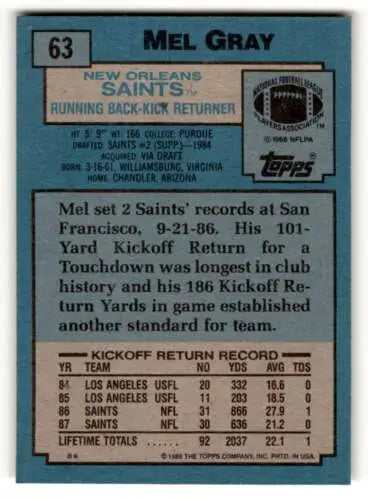 63
MEL GRAY
NEW ORLEANS
SAINTS™
RUNNING BACK-KICK RETURNER
NATIONAL FOOTBALL LEAGUE
PLAYERS ASSOCIATION™
© 1988 NFLPA
Topps®
HT 5'9" WT: 166 COLLEGE: PURDUE
DRAFTED: SAINTS #2 (SUPP)—1984
ACQUIRED: VIA DRAFT
BORN: 3-16-61, WILLIAMSBURG, VIRGINIA
HOME: CHANDLER, ARIZONA
Mel set 2 Saints' records at San
Francisco, 9-21-86. His 101-
Yard Kickoff Return for a
Touchdown was longest in club
history and his 186 Kickoff Re-
turn Yards in game established
another standard for team.
KICKOFF RETURN RECORD
YR TEAM NO YDS AVG TDS
84 LOS ANGELES USFL 20 332 16.6 0
85 LOS ANGELES USFL 11 203 18.5 0
86 SAINTS NFL 31 866 27.9 1
87 SAINTS NFL 30 636 21.2 0
LIFETIME TOTALS ...... 92 2037 22.1 1
© 1988 THE TOPPS COMPANY, INC. PRTD. IN U.S.A.